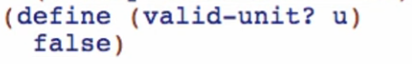 (define (valid-unit? u)
false)